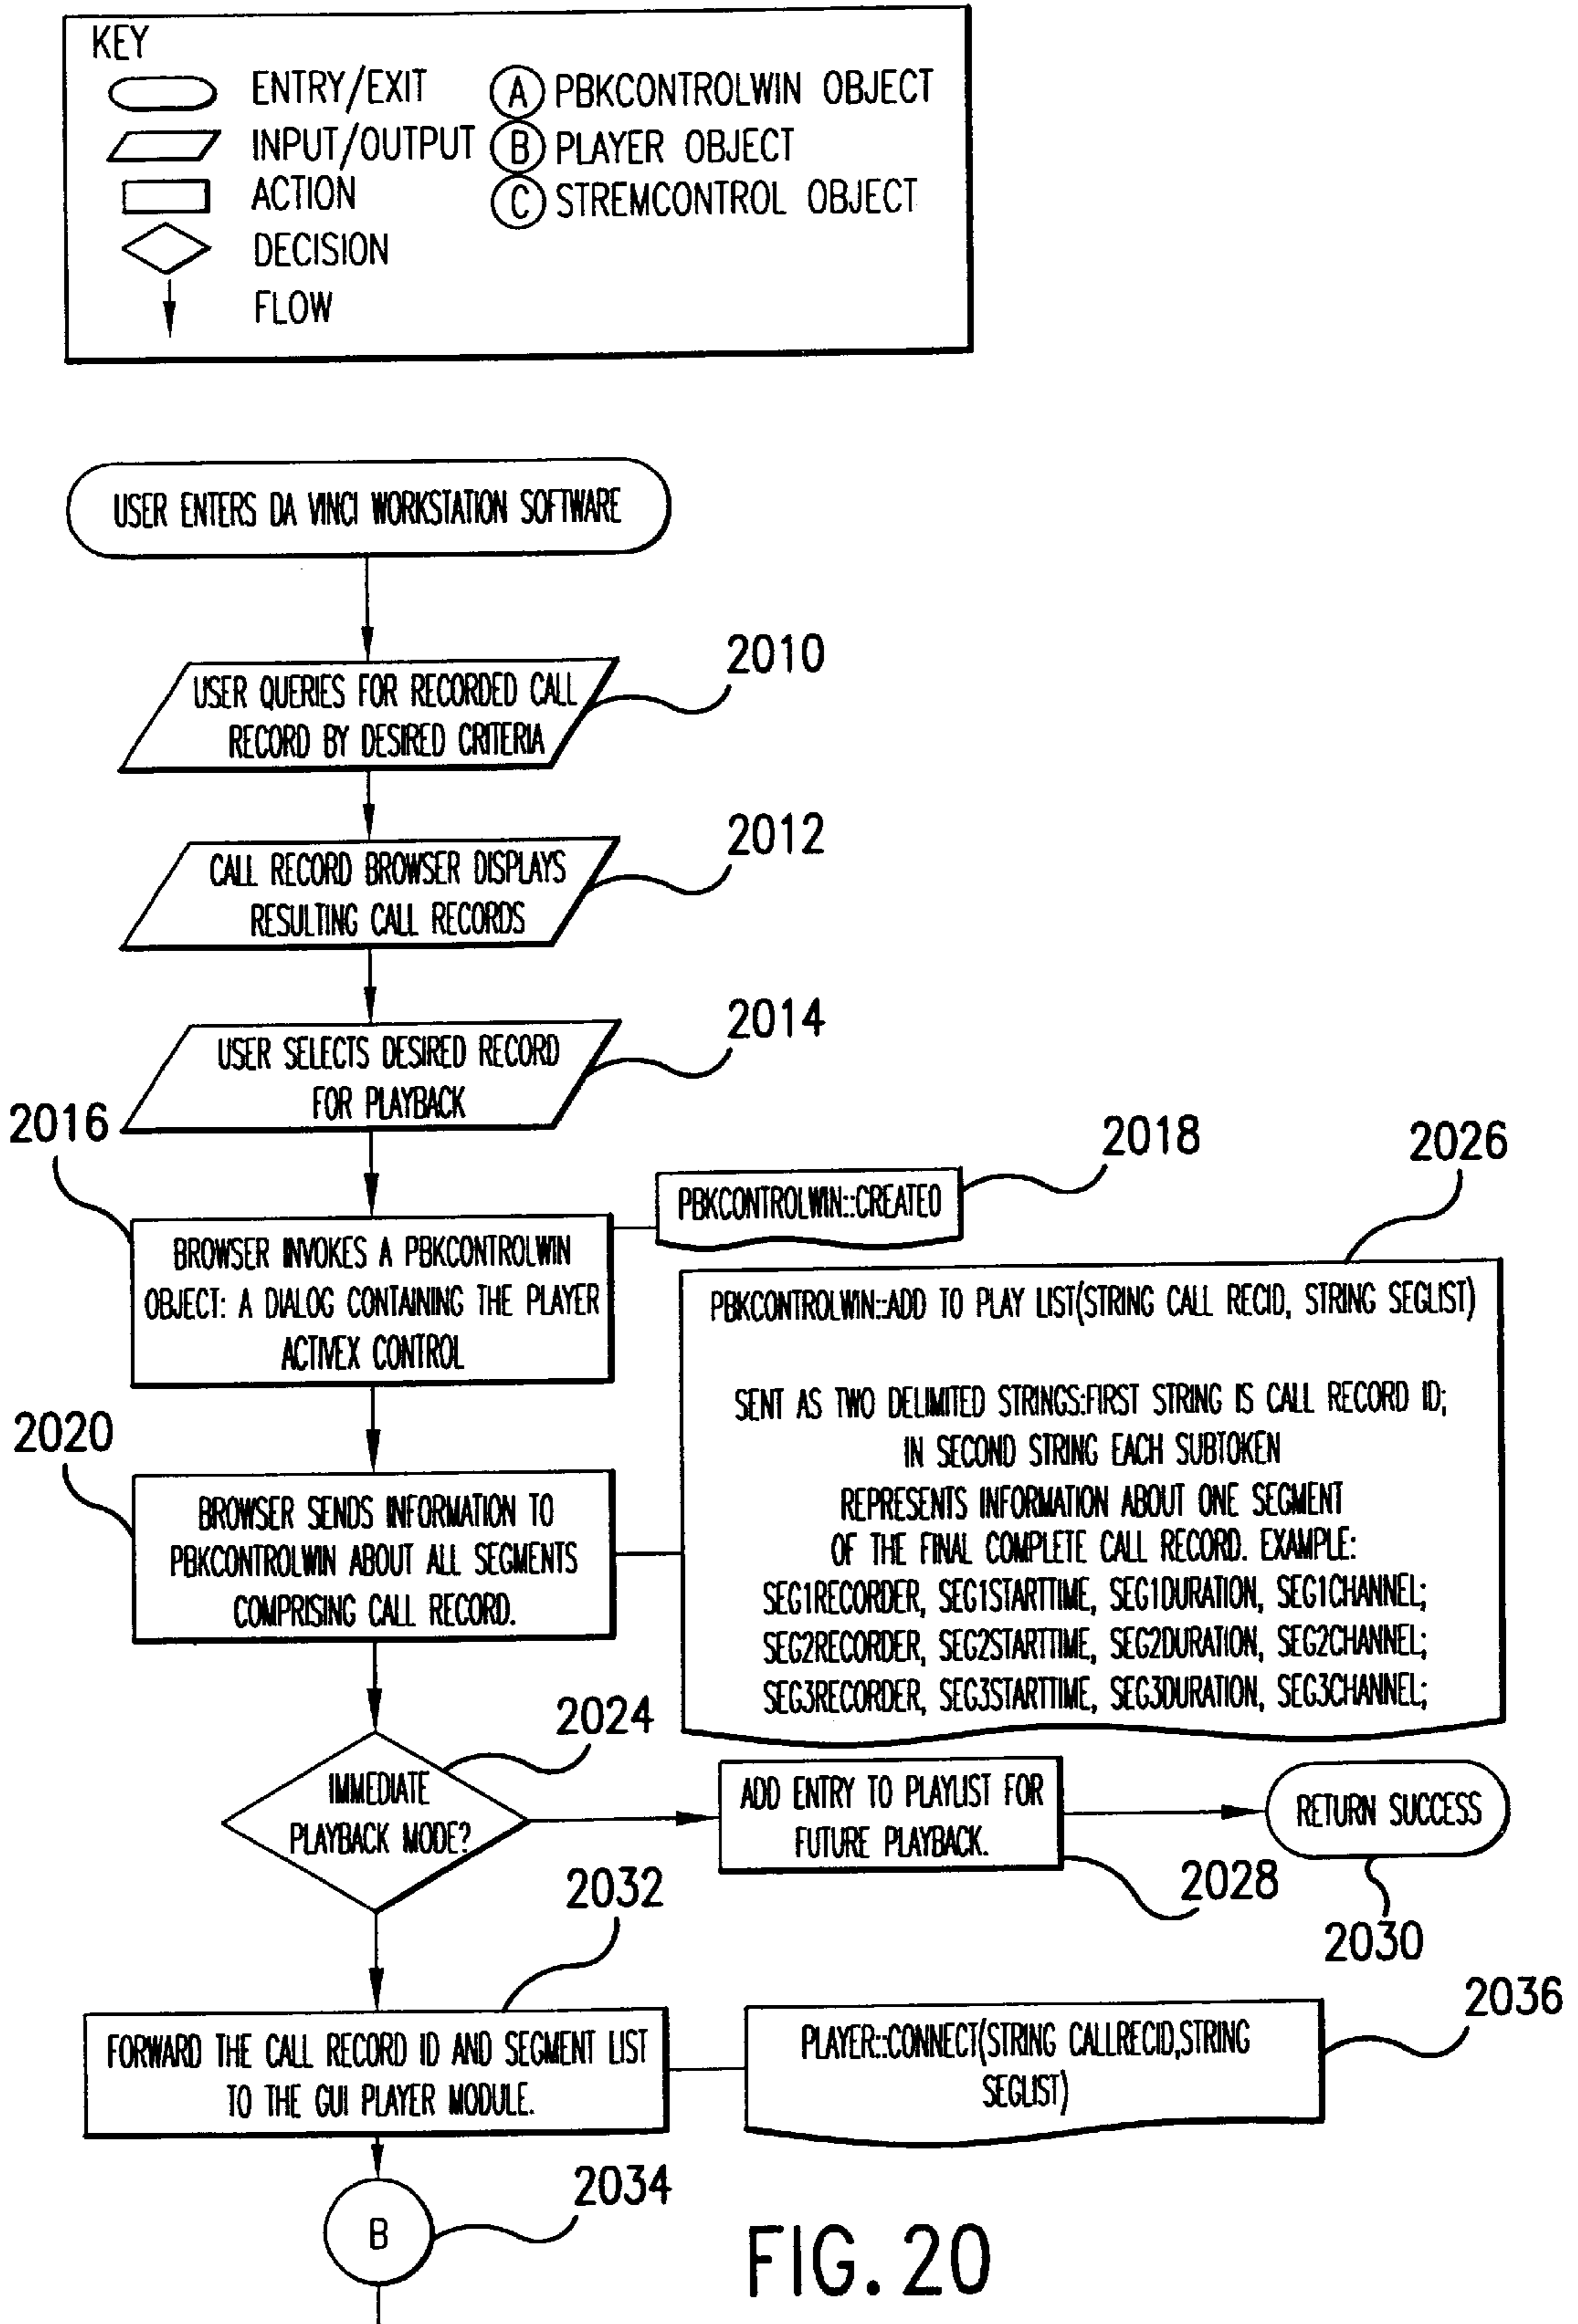 KEY
ENTRY/EXIT
INPUT/OUTPUT
ACTION
DECISION
FLOW
A PBKCONTROLWIN OBJECT
B PLAYER OBJECT
C STREMCONTROL OBJECT
USER ENTERS DA VINCI WORKSTATION SOFTWARE
2010
USER QUERIES FOR RECORDED CALL
RECORD BY DESIRED CRITERIA
2012
CALL RECORD BROWSER DISPLAYS
RESULTING CALL RECORDS
2014
USER SELECTS DESIRED RECORD
FOR PLAYBACK
2016
BROWSER INVOKES A PBKCONTROLWIN
OBJECT: A DIALOG CONTAINING THE PLAYER
ACTIVEX CONTROL
2018
PBKCONTROLWIN::CREATE()
2020
BROWSER SENDS INFORMATION TO
PBKCONTROLWIN ABOUT ALL SEGMENTS
COMPRISING CALL RECORD.
2026
PBKCONTROLWIN::ADD TO PLAY LIST(STRING CALL RECID, STRING SEGLIST)
SENT AS TWO DELIMITED STRINGS:FIRST STRING IS CALL RECORD ID;
IN SECOND STRING EACH SUBTOKEN
REPRESENTS INFORMATION ABOUT ONE SEGMENT
OF THE FINAL COMPLETE CALL RECORD. EXAMPLE:
SEG1RECORDER, SEG1STARTTIME, SEG1DURATION, SEG1CHANNEL;
SEG2RECORDER, SEG2STARTTIME, SEG2DURATION, SEG2CHANNEL;
SEG3RECORDER, SEG3STARTTIME, SEG3DURATION, SEG3CHANNEL;
2024
IMMEDIATE
PLAYBACK MODE?
ADD ENTRY TO PLAYLIST FOR
FUTURE PLAYBACK.
2028
RETURN SUCCESS
2030
2032
FORWARD THE CALL RECORD ID AND SEGMENT LIST
TO THE GUI PLAYER MODULE.
2036
PLAYER::CONNECT(STRING CALLRECID,STRING
SEGLIST)
2034
B
FIG. 20